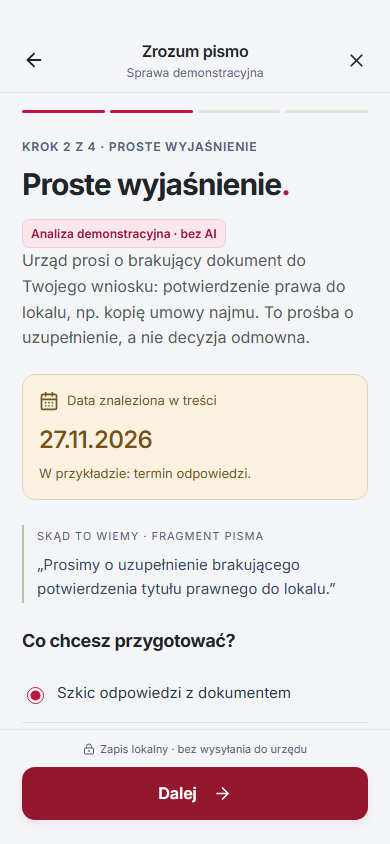 Zrozum pismo
Sprawa demonstracyjna
KROK 2 Z 4 · PROSTE WYJAŚNIENIE
Proste wyjaśnienie.
Analiza demonstracyjna · bez AI
Urząd prosi o brakujący dokument do
Twojego wniosku: potwierdzenie prawa do
lokalu, np. kopię umowy najmu. To prośba o
uzupełnienie, a nie decyzja odmowna.
Data znaleziona w treści
27.11.2026
W przykładzie: termin odpowiedzi.
SKĄD TO WIEMY · FRAGMENT PISMA
„Prosimy o uzupełnienie brakującego
potwierdzenia tytułu prawnego do lokalu.”
Co chcesz przygotować?
Szkic odpowiedzi z dokumentem
Zapis lokalny · bez wysyłania do urzędu
Dalej